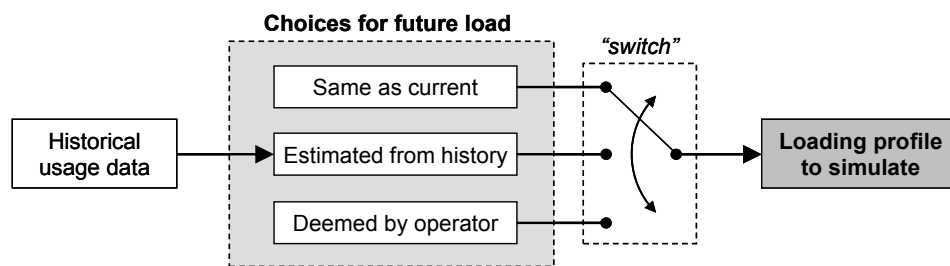 Choices for future load
"switch"
Same as current
Historical
usage data
Estimated from history
Loading profile
to simulate
Deemed by operator